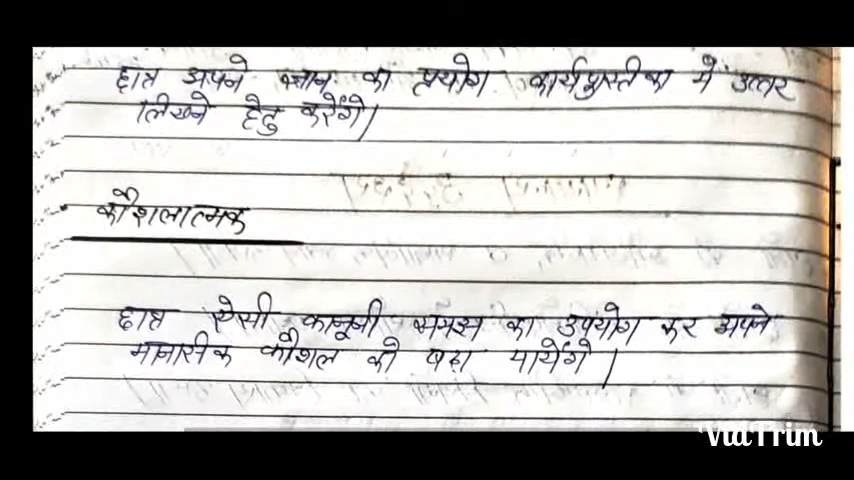 छात्र अपने ज्ञान का प्रयोग कार्यपुस्तिका में उत्तर
लिखने हेतु करेंगे।
कौशलात्मक
छात्र ऐसी कानूनी समझ का उपयोग कर अपने
मानसिक कौशल को बढ़ा पायेंगे।
VidTrim